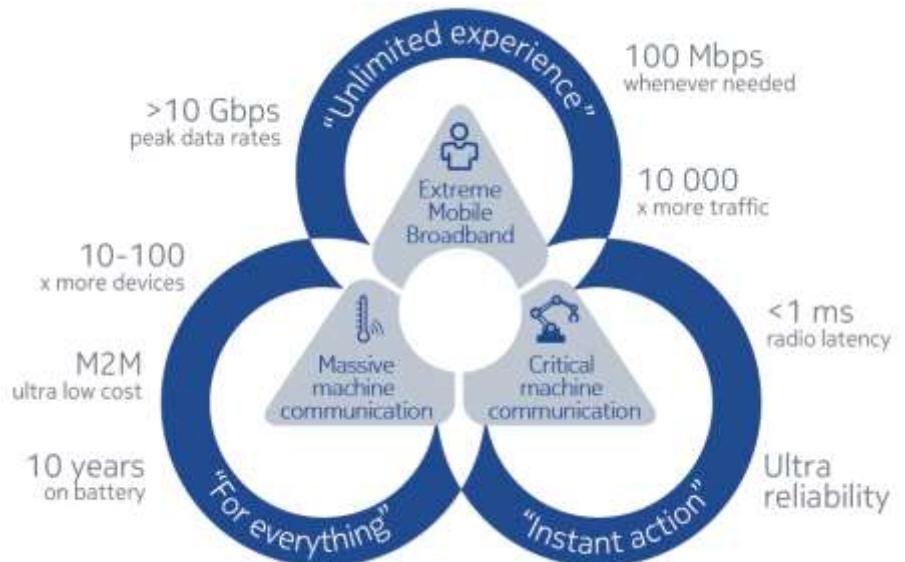 “Unlimited experience”
100 Mbps
whenever needed
>10 Gbps
peak data rates
10 000
x more traffic
Extreme
Mobile
Broadband
10-100
x more devices
<1 ms
radio latency
M2M
ultra low cost
Massive
machine
communication
Critical
machine
communication
10 years
on battery
Ultra
reliability
“For everything”
“Instant action”